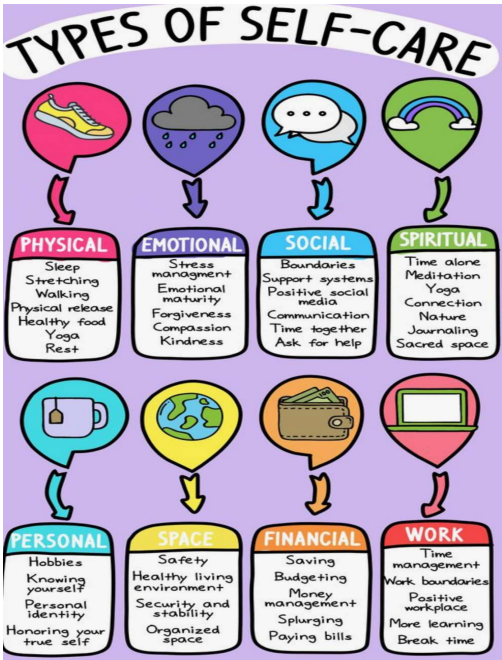 TYPES OF SELF-CARE
PHYSICAL
Sleep
Stretching
Walking
Physical release
Healthy food
Yoga
Rest
EMOTIONAL
Stress
managment
Emotional
maturity
Forgiveness
Compassion
Kindness
SOCIAL
Boundaries
Support systems
Positive social
media
Communication
Time together
Ask for help
SPIRITUAL
Time alone
Meditation
Yoga
Connection
Nature
Journaling
Sacred space
PERSONAL
Hobbies
Knowing
yourself
Personal
identity
Honoring your
true self
SPACE
Safety
Healthy living
environment
Security and
stability
Organized
space
FINANCIAL
Saving
Budgeting
Money
management
Splurging
Paying bills
WORK
Time
management
Work boundaries
Positive
workplace
More learning
Break time